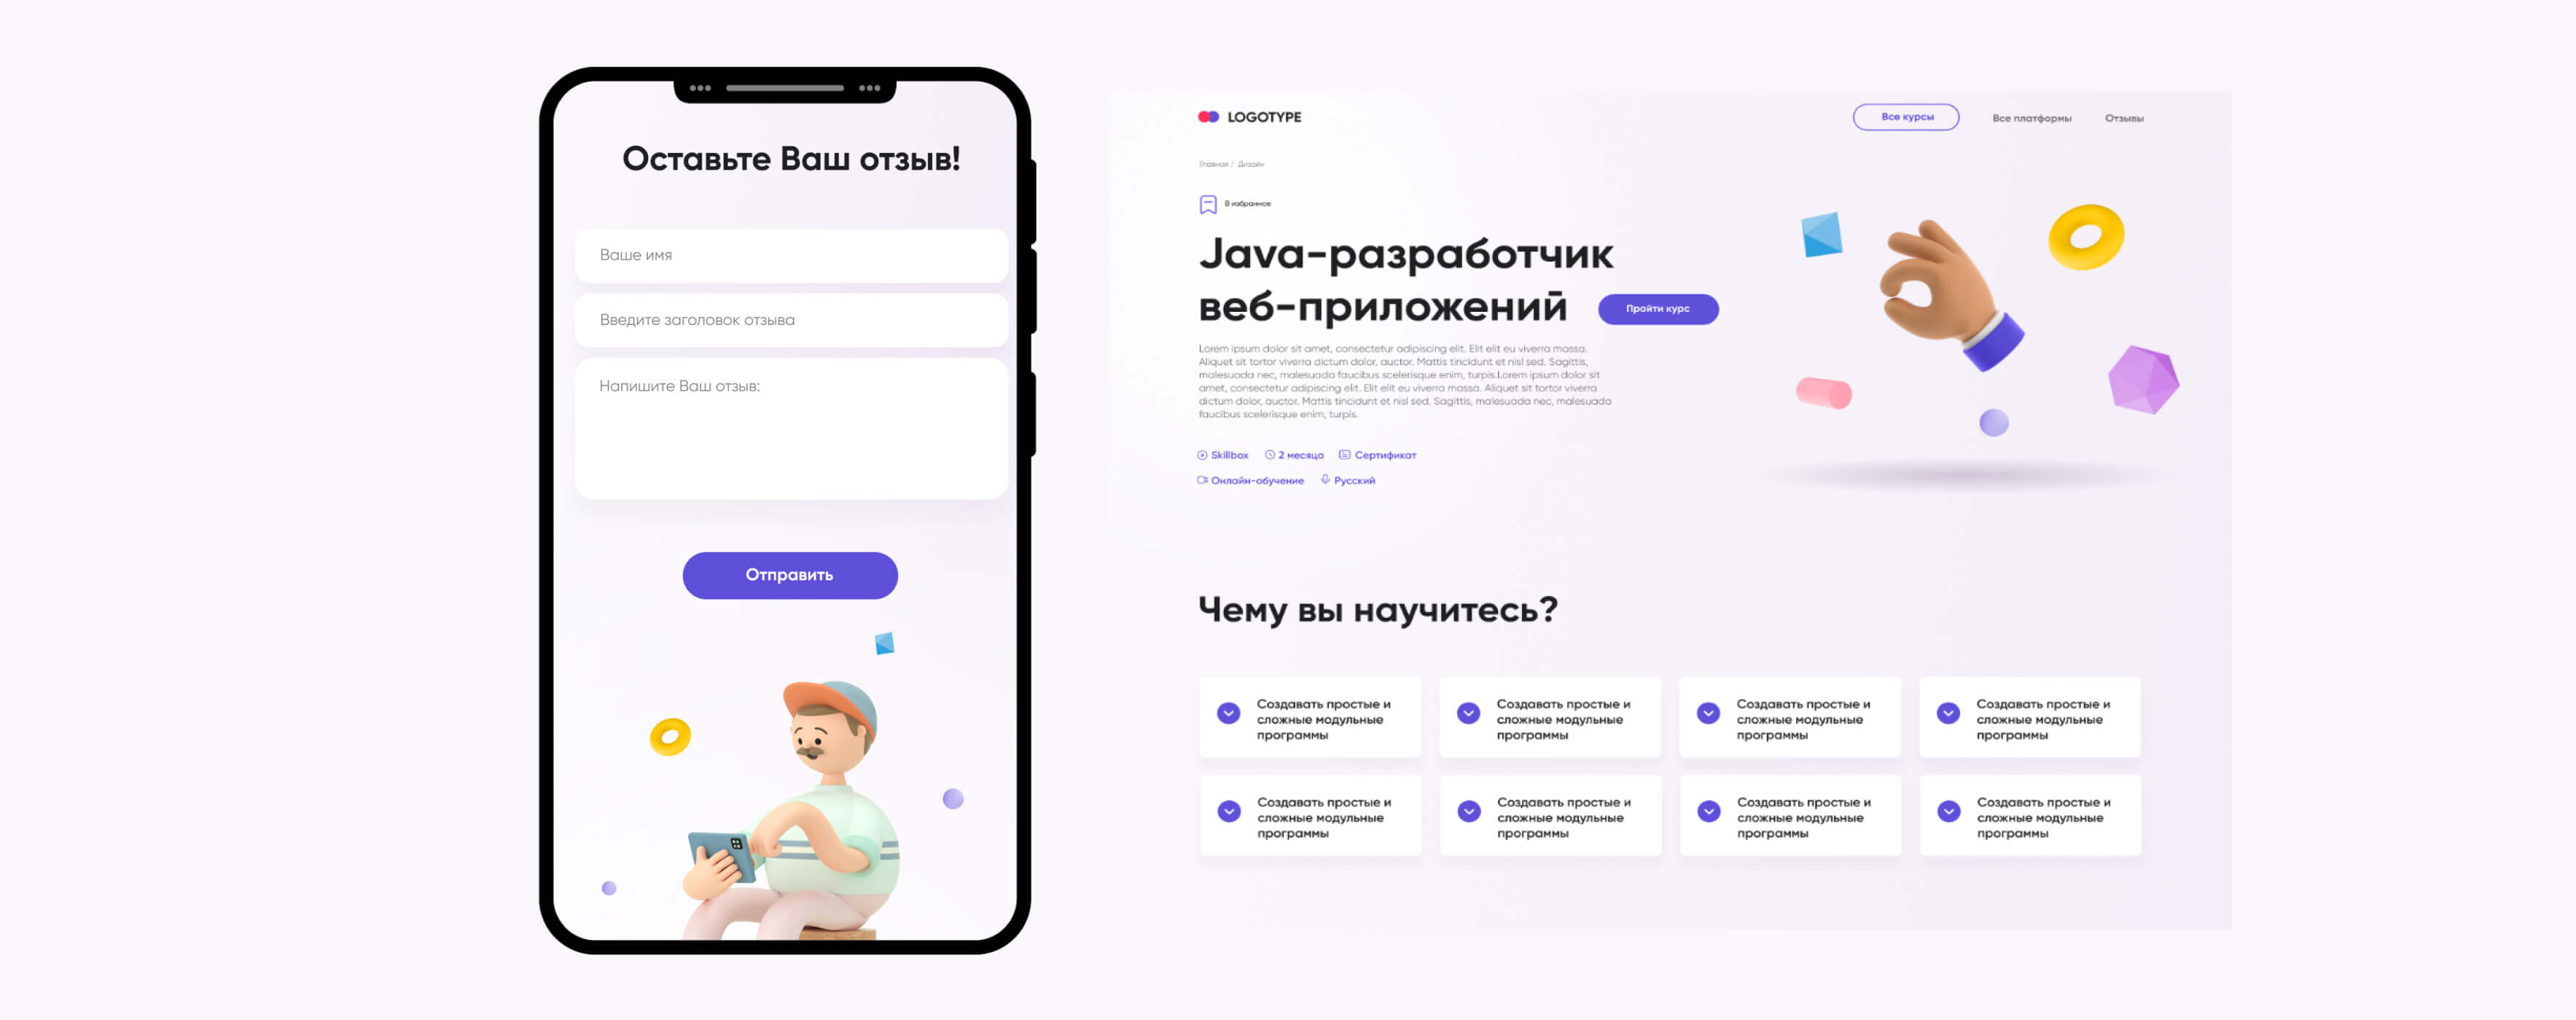 Оставьте Ваш отзыв!
Ваше имя
Введите заголовок отзыва
Напишите Ваш отзыв:
Отправить
LOGOTYPE
Все курсы
Все платформы
Отзывы
Главная / Дизайн
В избранное
Java-разработчик
веб-приложений
Пройти курс
Lorem ipsum dolor sit amet, consectetur adipiscing elit. Elit elit eu viverra massa.
Aliquet sit tortor viverra dictum dolor, auctor. Mattis tincidunt et nisl sed. Sagittis,
malesuada nec, malesuada faucibus scelerisque enim, turpis.Lorem ipsum dolor sit
amet, consectetur adipiscing elit. Elit elit eu viverra massa. Aliquet sit tortor viverra
dictum dolor, auctor. Mattis tincidunt et nisl sed. Sagittis, malesuada nec, malesuada
faucibus scelerisque enim, turpis.
Skillbox
2 месяца
Сертификат
Онлайн-обучение
Русский
Чему вы научитесь?
Создавать простые и
сложные модульные
программы
Создавать простые и
сложные модульные
программы
Создавать простые и
сложные модульные
программы
Создавать простые и
сложные модульные
программы
Создавать простые и
сложные модульные
программы
Создавать простые и
сложные модульные
программы
Создавать простые и
сложные модульные
программы
Создавать простые и
сложные модульные
программы